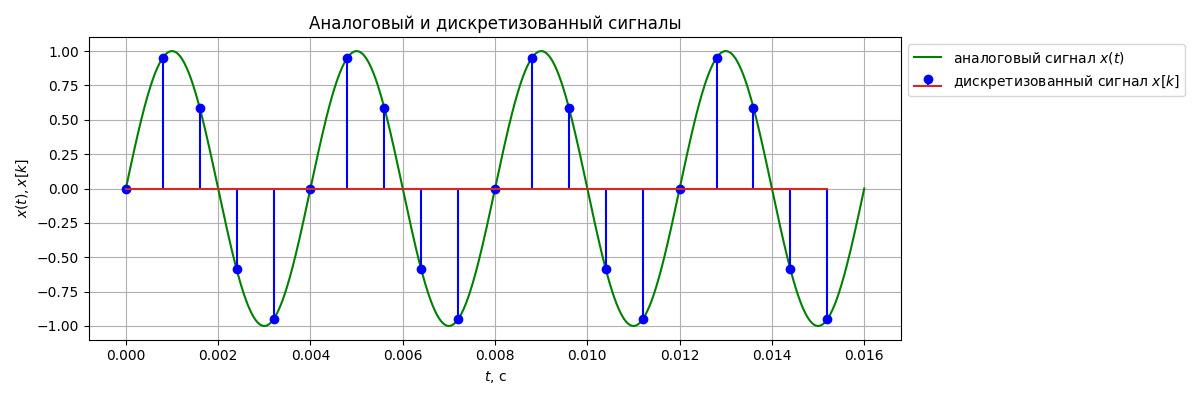 Аналоговый и дискретизованный сигналы
1.00
0.75
0.50
0.25
0.00
−0.25
−0.50
−0.75
−1.00
x(t), x[k]
0.000 0.002 0.004 0.006 0.008 0.010 0.012 0.014 0.016
t, с
аналоговый сигнал x(t)
дискретизованный сигнал x[k]